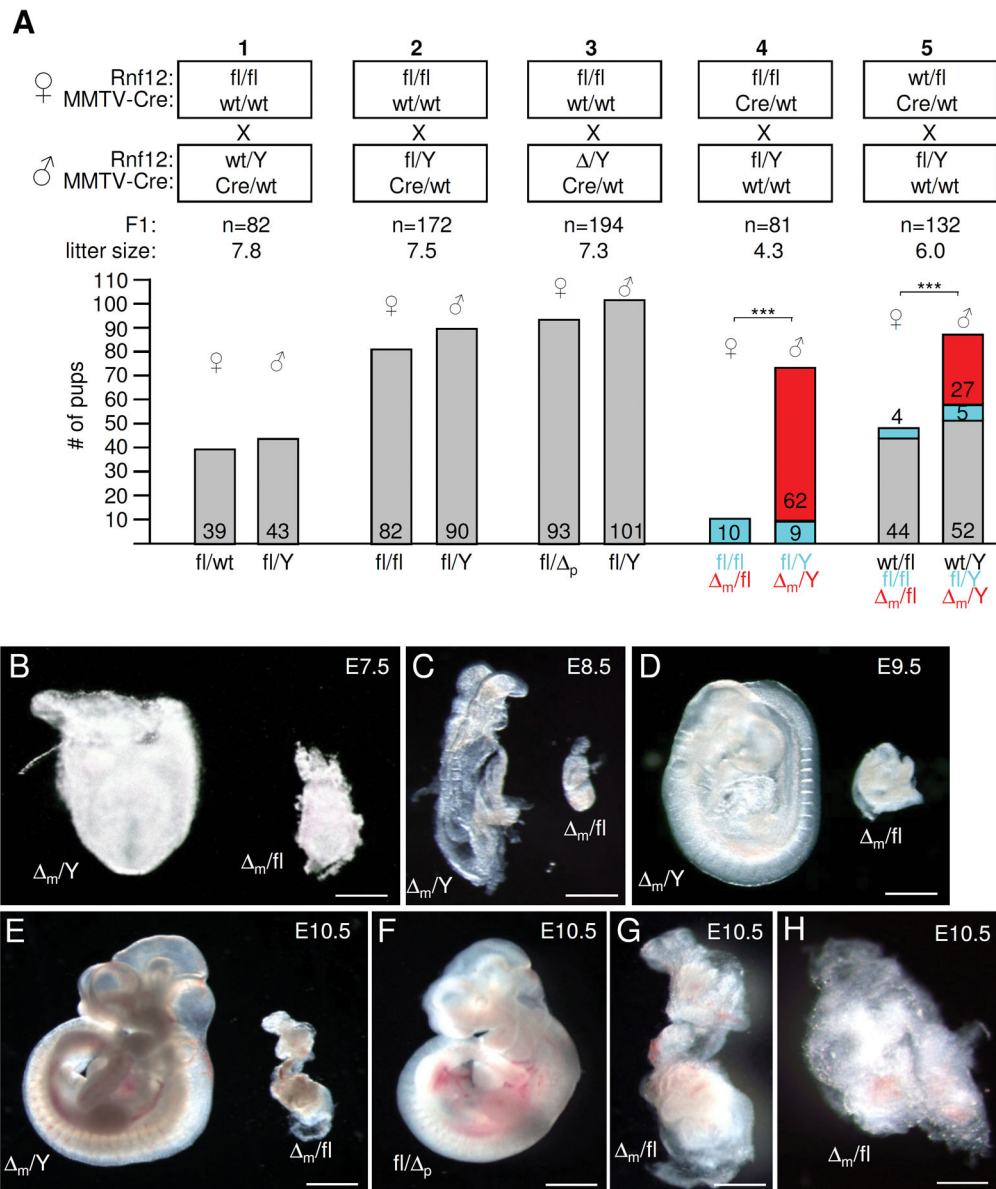 A
1 2 3 4 5
♀ Rnf12: fl/fl fl/fl fl/fl fl/fl wt/fl
MMTV-Cre: wt/wt wt/wt wt/wt Cre/wt Cre/wt
X X X X X
♂ Rnf12: wt/Y fl/Y Δ/Y fl/Y fl/Y
MMTV-Cre: Cre/wt Cre/wt Cre/wt wt/wt wt/wt
F1: n=82 n=172 n=194 n=81 n=132
litter size: 7.8 7.5 7.3 4.3 6.0
# of pups
110
100
90
80
70
60
50
40
30
20
10
♀ ♂ ♀ ♂ ♀ ♂ ♀ ♂ ♀ ♂
*** ***
39 43 82 90 93 101 10 62 9 4 44 27 5 52
fl/wt fl/Y fl/fl fl/Y fl/Δp fl/Y fl/fl fl/Y wt/fl wt/Y
Δm/fl Δm/Y fl/fl fl/Y
Δm/fl Δm/Y
B E7.5
Δm/Y Δm/fl
C E8.5
Δm/Y Δm/fl
D E9.5
Δm/Y Δm/fl
E E10.5
Δm/Y Δm/fl
F E10.5
fl/Δp
G E10.5
Δm/fl
H E10.5
Δm/fl